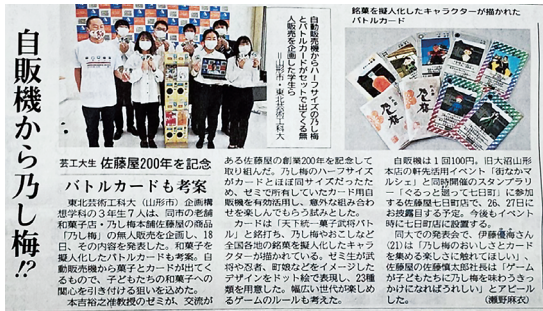 自販機から乃し梅!?
自動販売機からハーフサイズの乃し梅
とバトルカードがセットで出てくる無
人販売を企画した学生ら
＝山形市・東北芸術工科大
銘菓を擬人化したキャラクターが描かれた
バトルカード
芸工大生 佐藤屋200年を記念
バトルカードも考案
東北芸術工科大（山形市）企画構
想学科の3年生7人は、同市の老舗
和菓子店・乃し梅本舗佐藤屋の商品
「乃し梅」の無人販売を企画し、18
日、その内容を発表した。和菓子を
擬人化したバトルカードも考案。自
動販売機から菓子とカードが出てく
るもので、子どもたちの和菓子への
関心を引き付ける狙いを込めた。
本吉裕之准教授のゼミが、交流が
ある佐藤屋の創業200年を記念して
取り組んだ。乃し梅のハーフサイズ
がカードとほぼ同サイズだったた
め、ゼミで所有していたカード用自
販機を有効活用し、意外な組み合わ
せを楽しんでもらう試みとした。
カードは「天下統一菓子武将バト
ル」と銘打ち、乃し梅やおこしなど
全国各地の銘菓を擬人化したキャラ
クターが描かれている。ゼミ生が武
将や忍者、町娘などをイメージした
デザインをドット絵で表現し、23種
類を用意した。幅広い世代が楽しめ
るゲームのルールも考えた。
自販機は1回100円。旧大沼山形
本店の軒先活用イベント「街なかマ
ルシェ」と同時開催のスタンプラリ
ー「ぐるっと廻って七日町」に参
加する佐藤屋七日町店で、26、27日に
お披露目する予定。今後もイベント
時に七日町店に設置する。
同大での発表会で、伊藤優海さん
（21）は「乃し梅のおいしさとカード
を集める楽しさに触れてほしい」、
佐藤屋の佐藤慎太郎社長は「ゲーム
が子どもたちに乃し梅を味わうきっ
かけになればうれしい」とアピール
した。（瀬野麻衣）